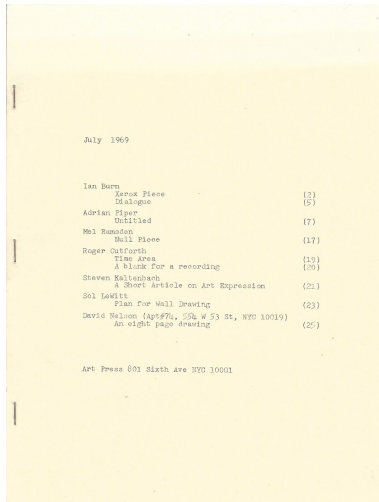 July 1969
Ian Burn
Xerox Piece (2)
Dialogue (5)
Adrian Piper
Untitled (7)
Mel Ramsden
Null Piece (17)
Roger Cutforth
Time Area (19)
A blank for a recording (20)
Steven Kaltenbach
A Short Article on Art Expression (21)
Sol LeWitt
Plan for Wall Drawing (23)
David Nelson (Apt#74, 554 W 53 St, NYC 10019)
An eight page drawing (25)
Art Press 801 Sixth Ave NYC 10001